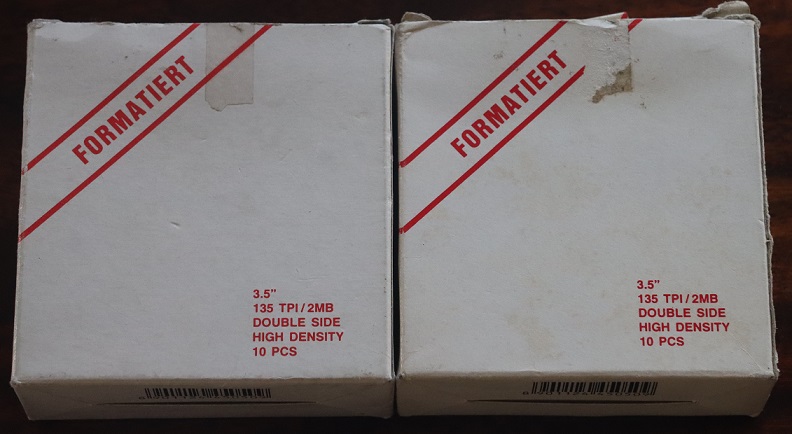 FORMATIERT
3.5"
135 TPI/2MB
DOUBLE SIDE
HIGH DENSITY
10 PCS
FORMATIERT
3.5"
135 TPI/2MB
DOUBLE SIDE
HIGH DENSITY
10 PCS